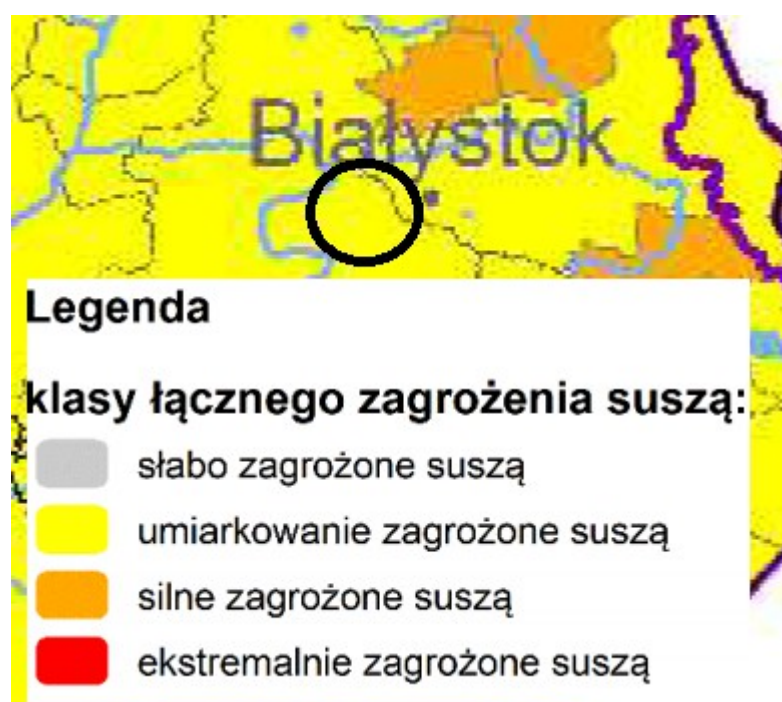 Białystok
Legenda
klasy łącznego zagrożenia suszą:
słabo zagrożone suszą
umiarkowanie zagrożone suszą
silne zagrożone suszą
ekstremalnie zagrożone suszą